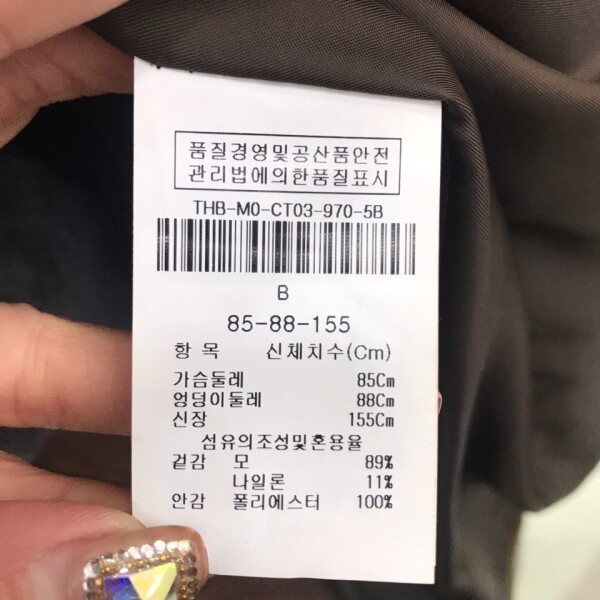 품질경영및공산품안전
관리법에의한품질표시
THB-M0-CT03-970-5B
B
85-88-155
항 목 신체치수(Cm)
가슴둘레 85Cm
엉덩이둘레 88Cm
신장 155Cm
섬유의조성및혼용율
겉감 모 89%
나일론 11%
안감 폴리에스터 100%